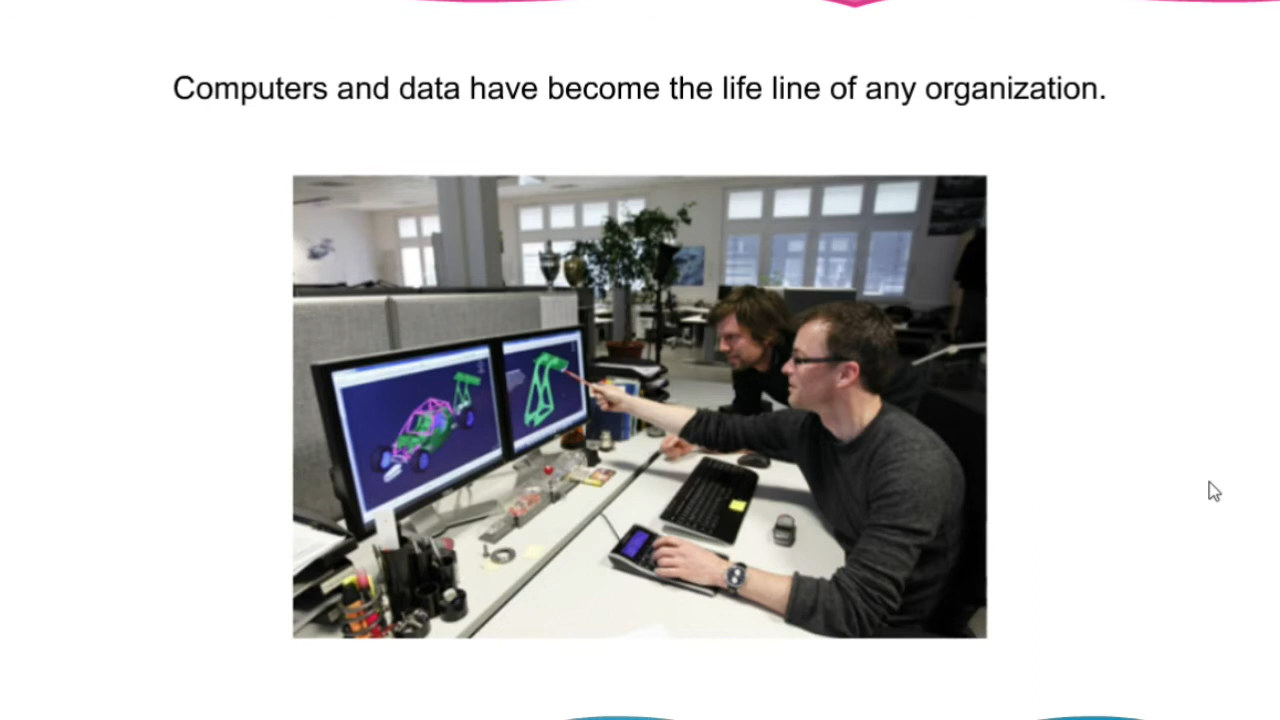 Computers and data have become the life line of any organization.